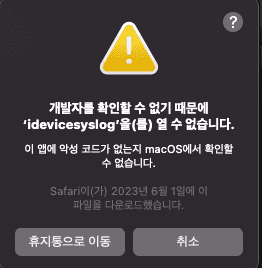 ?
개발자를 확인할 수 없기 때문에
‘idevicesyslog’을(를) 열 수 없습니다.
이 앱에 악성 코드가 없는지 macOS에서 확인할
수 없습니다.
Safari이(가) 2023년 6월 1일에 이
파일을 다운로드했습니다.
휴지통으로 이동
취소